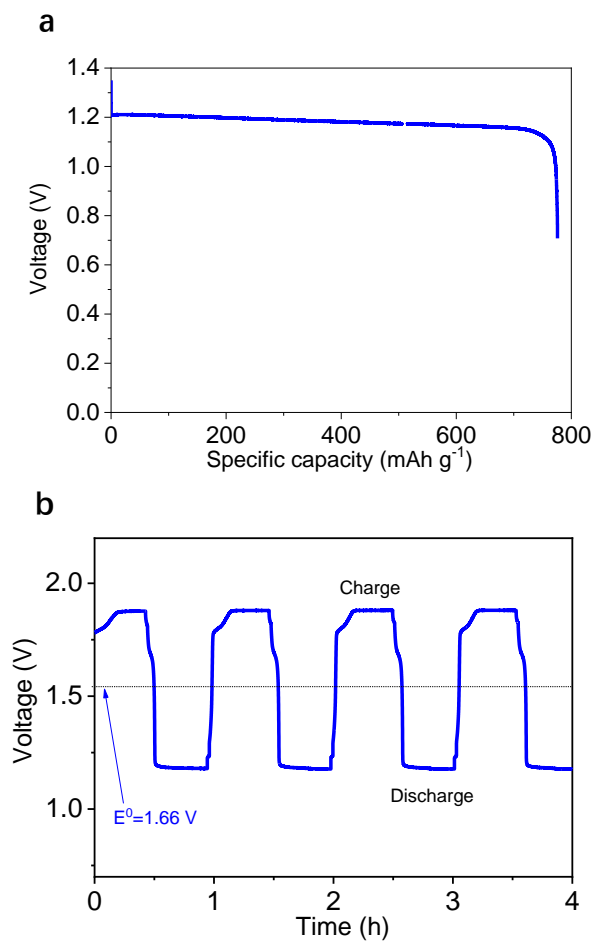 a
1.4
1.2
1.0
0.8
0.6
0.4
0.2
0.0
Voltage (V)
0 200 400 600 800
Specific capacity (mAh g⁻¹)
b
2.0
1.5
1.0
Voltage (V)
Charge
Discharge
E⁰=1.66 V
0 1 2 3 4
Time (h)